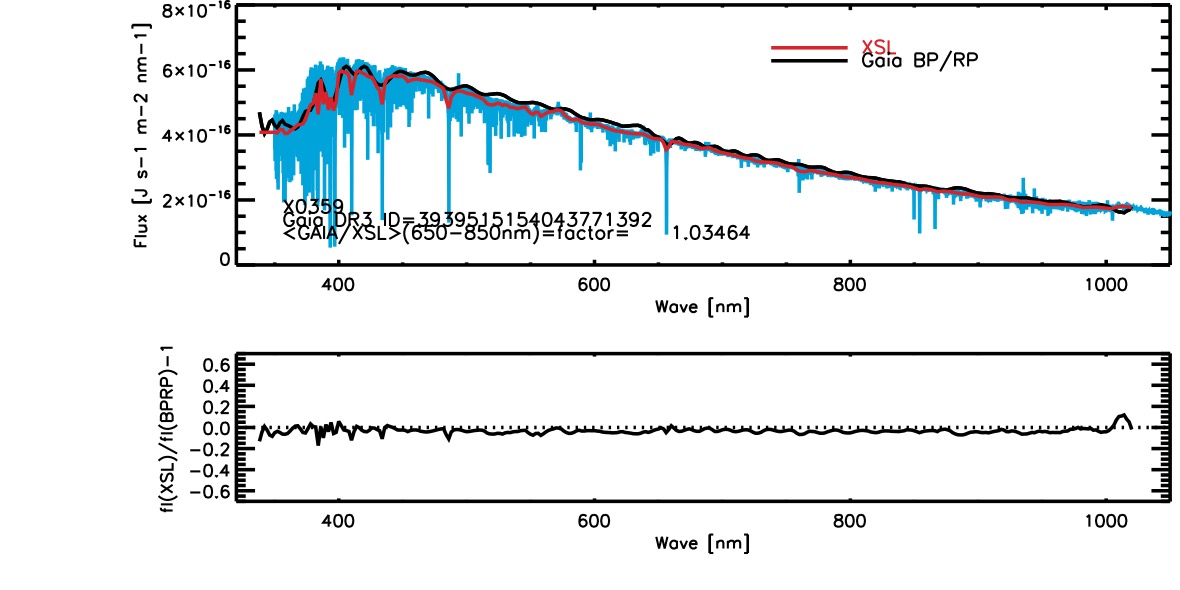 8×10−16
6×10−16
4×10−16
2×10−16
0
Flux [J s−1 m−2 nm−1]
XSL
Gaia BP/RP
X0359
Gaia DR3 ID=3939515154043771392
<GAIA/XSL>(650−850nm)=factor= 1.03464
400 600 800 1000
Wave [nm]
0.6
0.4
0.2
0.0
−0.2
−0.4
−0.6
fl(XSL)/fl(BPRP)−1
400 600 800 1000
Wave [nm]